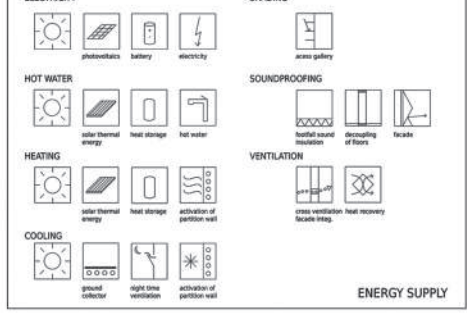 photovoltaics
battery
electricity
acess gallery
HOT WATER
solar thermal
energy
heat storage
hot water
SOUNDPROOFING
footfall sound
insulation
decoupling
of floors
facade
HEATING
solar thermal
energy
heat storage
activation of
partition wall
VENTILATION
cross ventilation
facade integ.
heat recovery
COOLING
ground
collector
night time
ventilation
activation of
partition wall
ENERGY SUPPLY